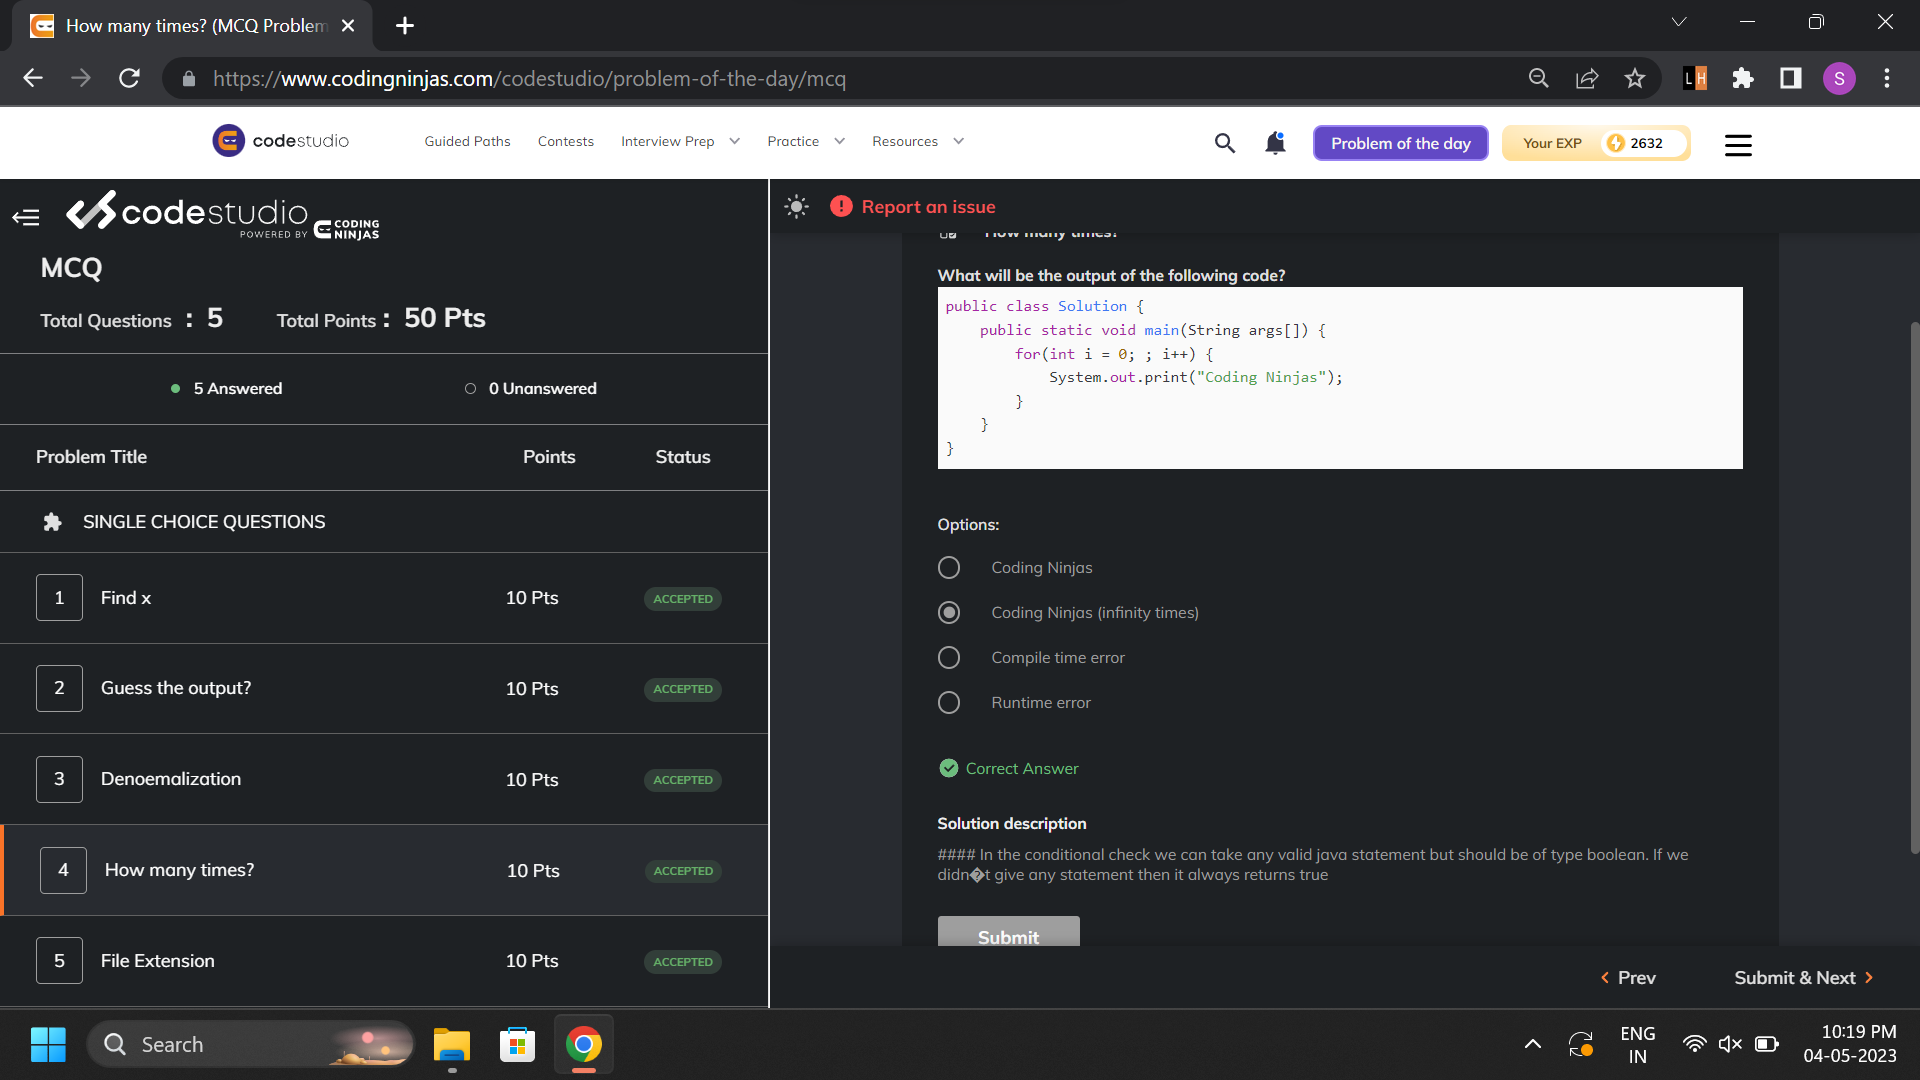 How many times? (MCQ Problem
https://www.codingninjas.com/codestudio/problem-of-the-day/mcq
LH
S
codestudio
Guided Paths
Contests
Interview Prep
Practice
Resources
Problem of the day
Your EXP
2632
codestudio
POWERED BY
CODING NINJAS
MCQ
Total Questions : 5
Total Points : 50 Pts
5 Answered
0 Unanswered
Problem Title
Points
Status
SINGLE CHOICE QUESTIONS
1 Find x 10 Pts ACCEPTED
2 Guess the output? 10 Pts ACCEPTED
3 Denoemalization 10 Pts ACCEPTED
4 How many times? 10 Pts ACCEPTED
5 File Extension 10 Pts ACCEPTED
Report an issue
How many times?
What will be the output of the following code?
public class Solution {
public static void main(String args[]) {
for(int i = 0; ; i++) {
System.out.print("Coding Ninjas");
}
}
}
Options:
Coding Ninjas
Coding Ninjas (infinity times)
Compile time error
Runtime error
Correct Answer
Solution description
#### In the conditional check we can take any valid java statement but should be of type boolean. If we
didn�t give any statement then it always returns true
Submit
Prev
Submit & Next
Search
ENG
IN
10:19 PM
04-05-2023